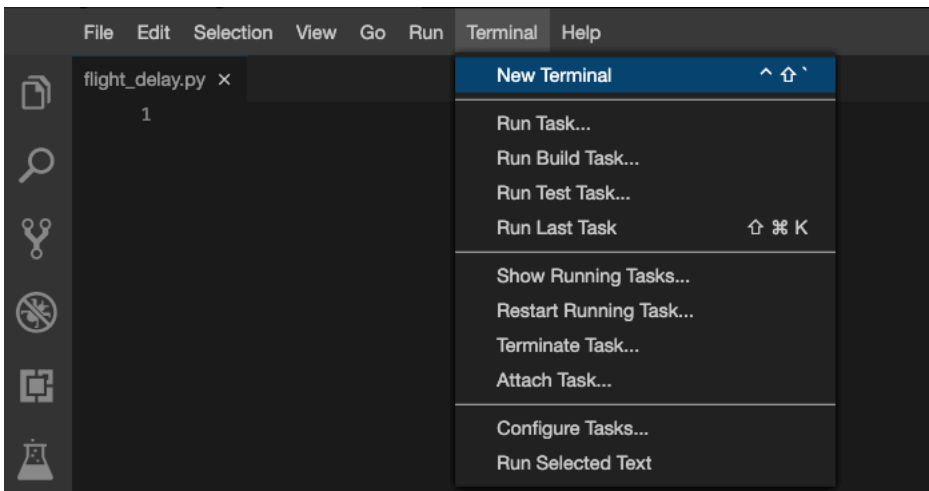 File Edit Selection View Go Run Terminal Help
flight_delay.py ×
1
New Terminal ^ ⇧ `
Run Task...
Run Build Task...
Run Test Task...
Run Last Task ⇧ ⌘ K
Show Running Tasks...
Restart Running Task...
Terminate Task...
Attach Task...
Configure Tasks...
Run Selected Text